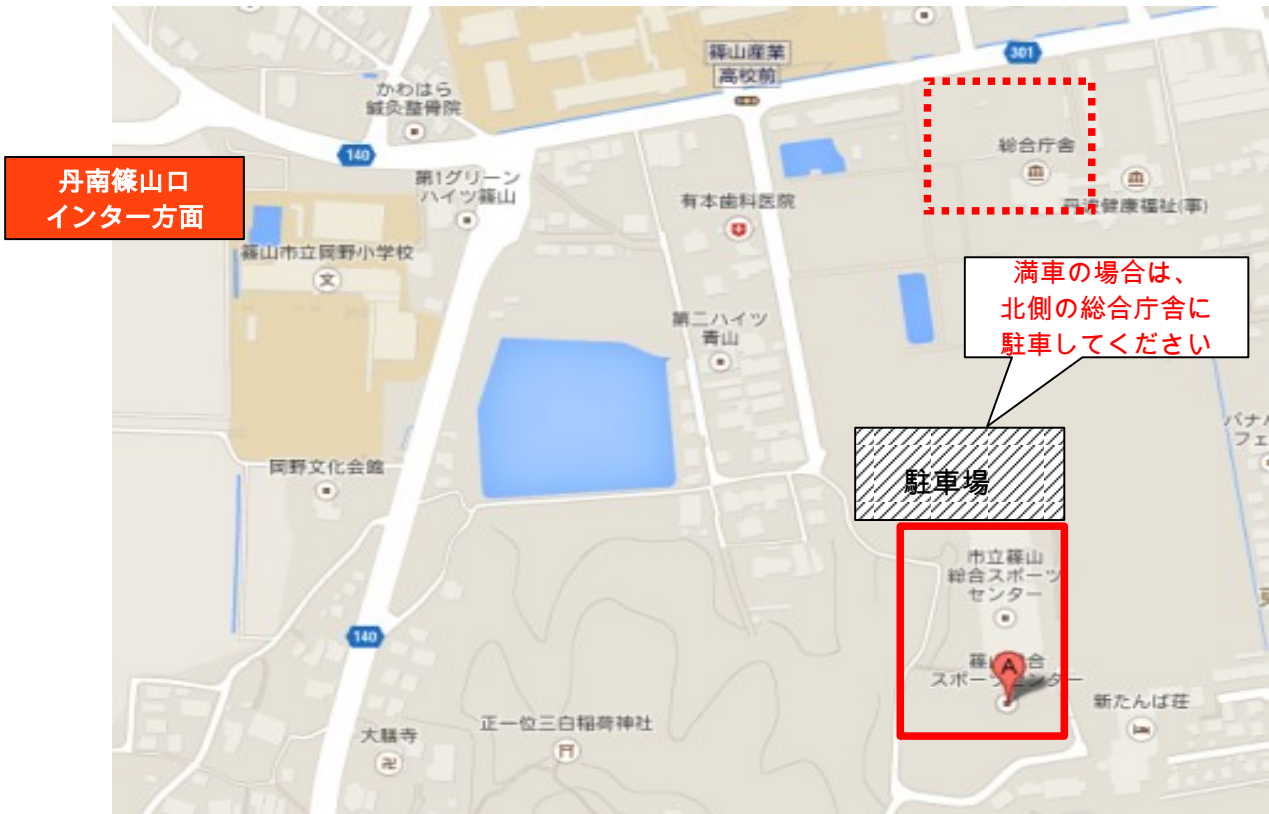 篠山産業
高校前
301
かわはら
鍼灸整骨院
140
総合庁舎
丹南篠山口
インター方面
第1グリーン
ハイツ篠山
有本歯科医院
丹波健康福祉(事)
篠山市立岡野小学校
文
満車の場合は、
北側の総合庁舎に
駐車してください
第二ハイツ
青山
岡野文化会館
駐車場
市立篠山
総合スポーツ
センター
140
篠山総合
スポーツセンター
A
新たんば荘
正一位三白稲荷神社
大膳寺